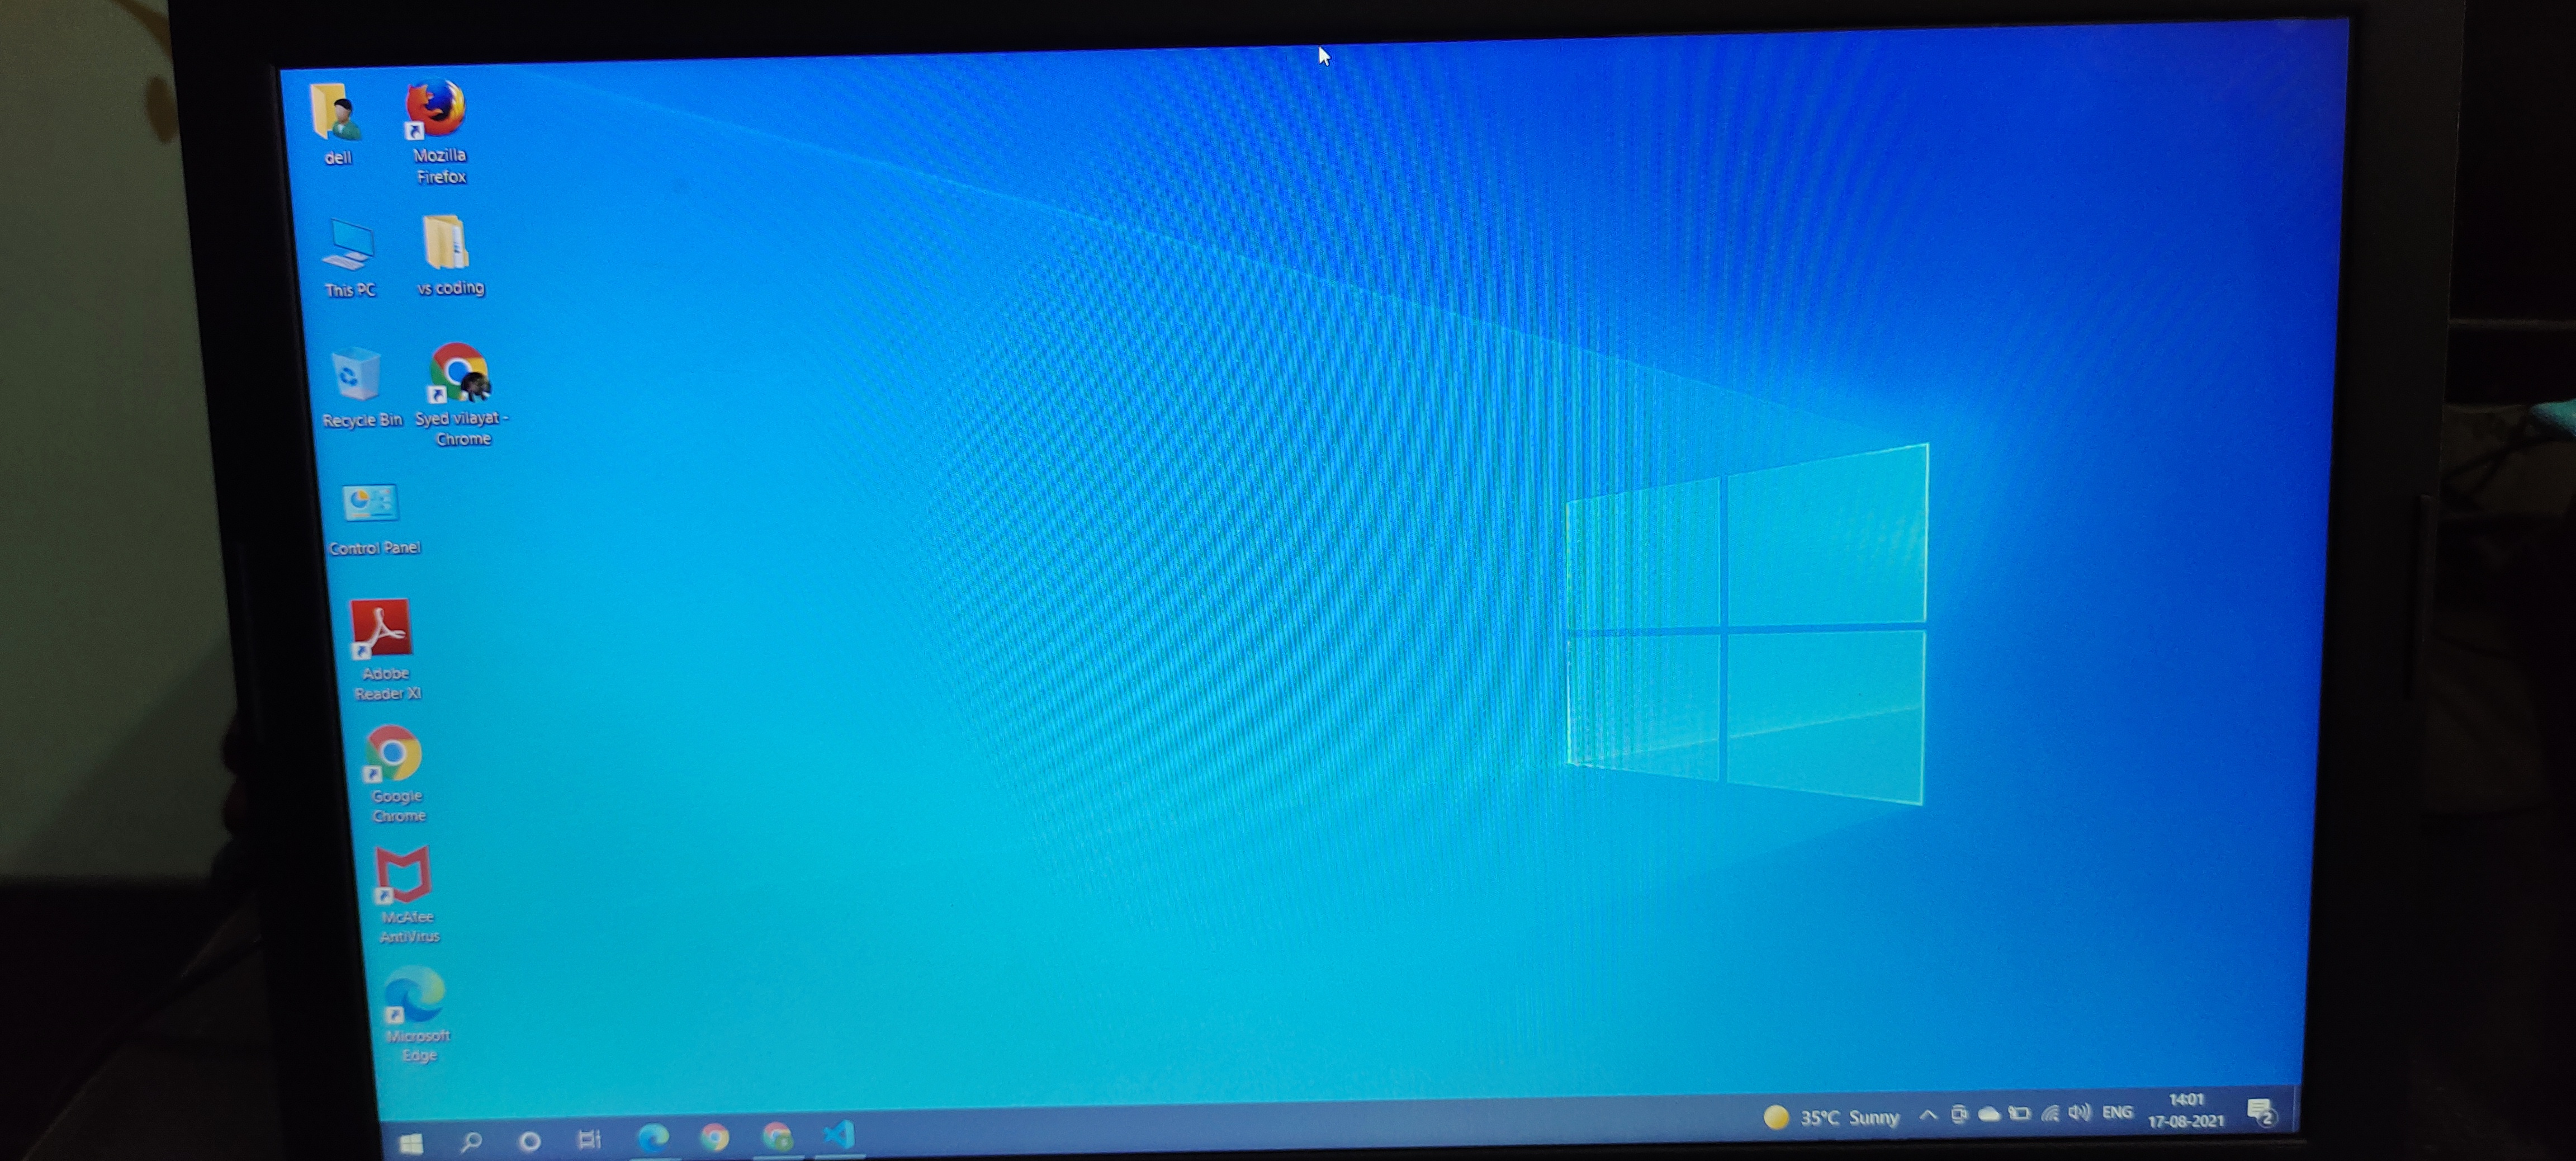 dell
Mozilla
Firefox
This PC
vs coding
Recycle Bin
Syed vilayat -
Chrome
Control Panel
Adobe
Reader XI
Google
Chrome
McAfee
AntiVirus
Microsoft
Edge
35°C Sunny
ENG
14:01
17-08-2021
2